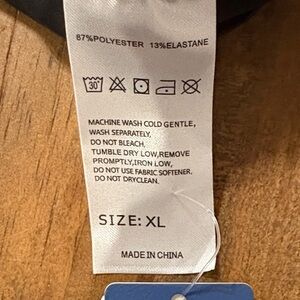 87%POLYESTER 13%ELASTANE
30°
MACHINE WASH COLD GENTLE,
WASH SEPARATELY,
DO NOT BLEACH,
TUMBLE DRY LOW,REMOVE
PROMPTLY,IRON LOW,
DO NOT USE FABRIC SOFTENER.
DO NOT DRYCLEAN.
SIZE: XL
MADE IN CHINA